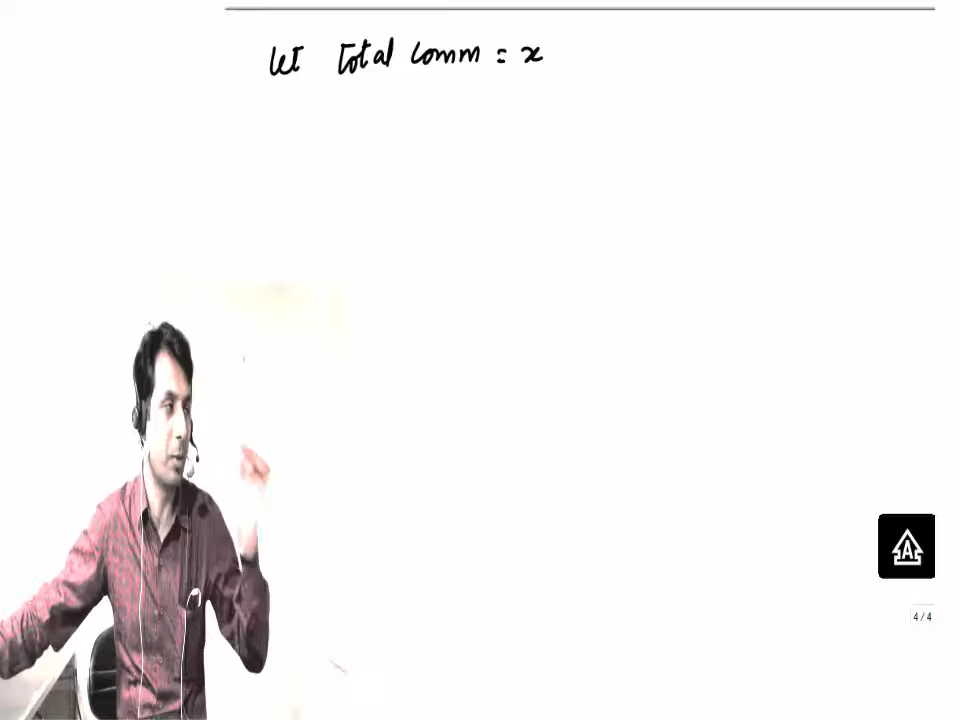 let total comm = x
4/4